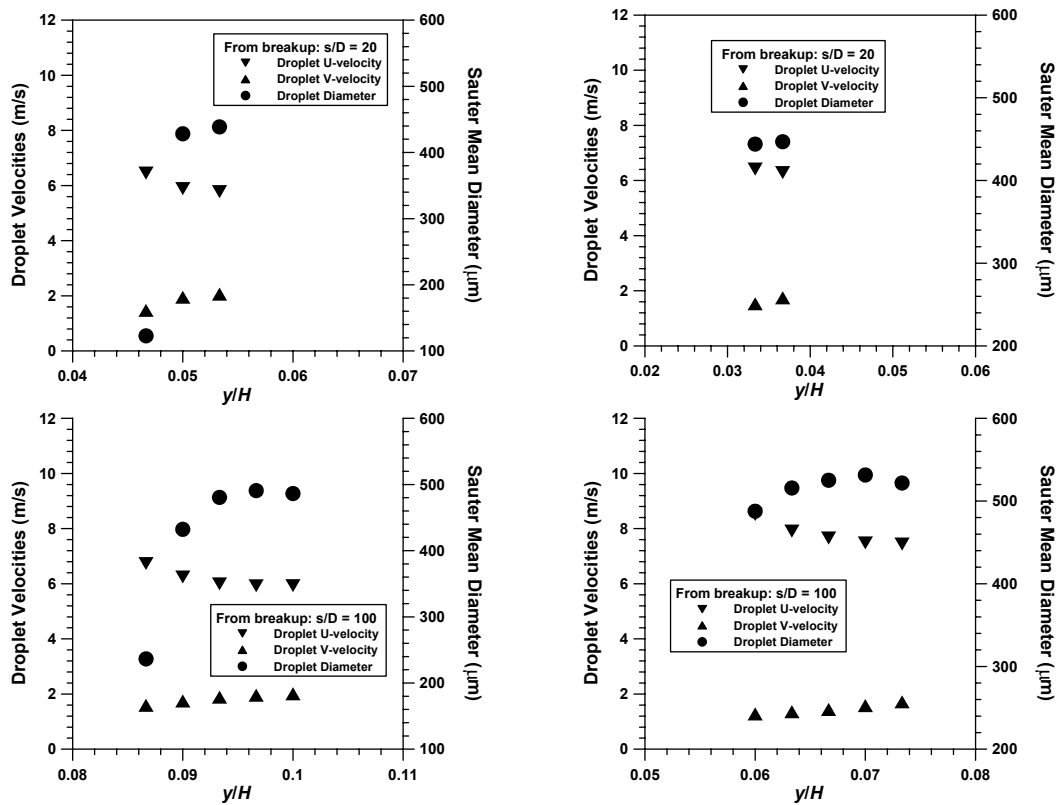 12
10
8
6
4
2
0
Droplet Velocities (m/s)
From breakup: s/D = 20
Droplet U-velocity
Droplet V-velocity
Droplet Diameter
600
500
400
300
200
100
Sauter Mean Diameter (μm)
0.04 0.05 0.06 0.07
y/H
12
10
8
6
4
2
0
Droplet Velocities (m/s)
From breakup: s/D = 20
Droplet U-velocity
Droplet V-velocity
Droplet Diameter
600
500
400
300
200
Sauter Mean Diameter (μm)
0.02 0.03 0.04 0.05 0.06
y/H
12
10
8
6
4
2
0
Droplet Velocities (m/s)
From breakup: s/D = 100
Droplet U-velocity
Droplet V-velocity
Droplet Diameter
600
500
400
300
200
100
Sauter Mean Diameter (μm)
0.08 0.09 0.1 0.11
y/H
12
10
8
6
4
2
0
Droplet Velocities (m/s)
From breakup: s/D = 100
Droplet U-velocity
Droplet V-velocity
Droplet Diameter
600
500
400
300
200
Sauter Mean Diameter (μm)
0.05 0.06 0.07 0.08
y/H